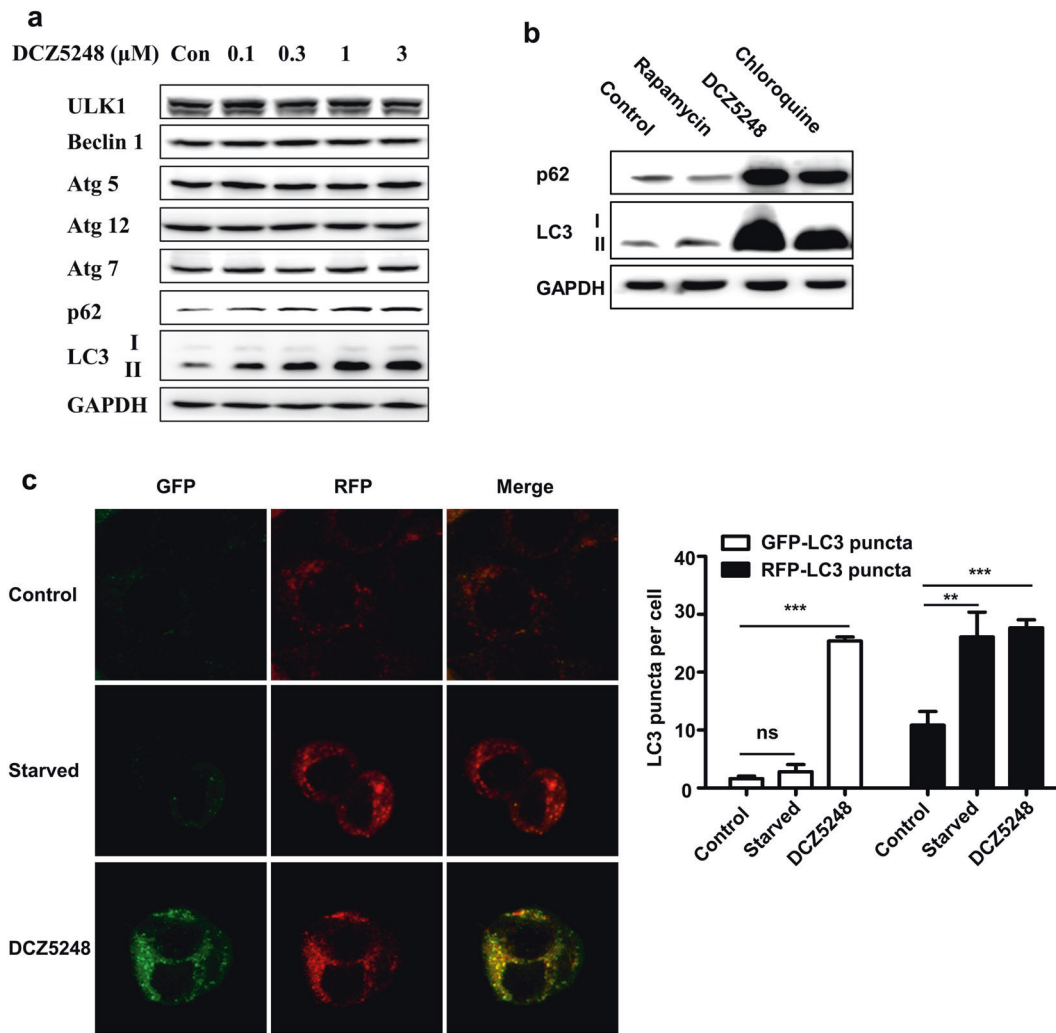 a
DCZ5248 (μM) Con 0.1 0.3 1 3
ULK1
Beclin 1
Atg 5
Atg 12
Atg 7
p62
LC3 I
II
GAPDH
b
Control
Rapamycin
DCZ5248
Chloroquine
p62
LC3 I
II
GAPDH
c
GFP RFP Merge
Control
Starved
DCZ5248
GFP-LC3 puncta
RFP-LC3 puncta
LC3 puncta per cell
40
30
20
10
0
***
ns
***
**
Control
Starved
DCZ5248
Control
Starved
DCZ5248